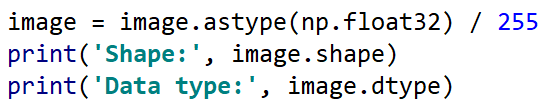 image = image.astype(np.float32) / 255
print('Shape:', image.shape)
print('Data type:', image.dtype)